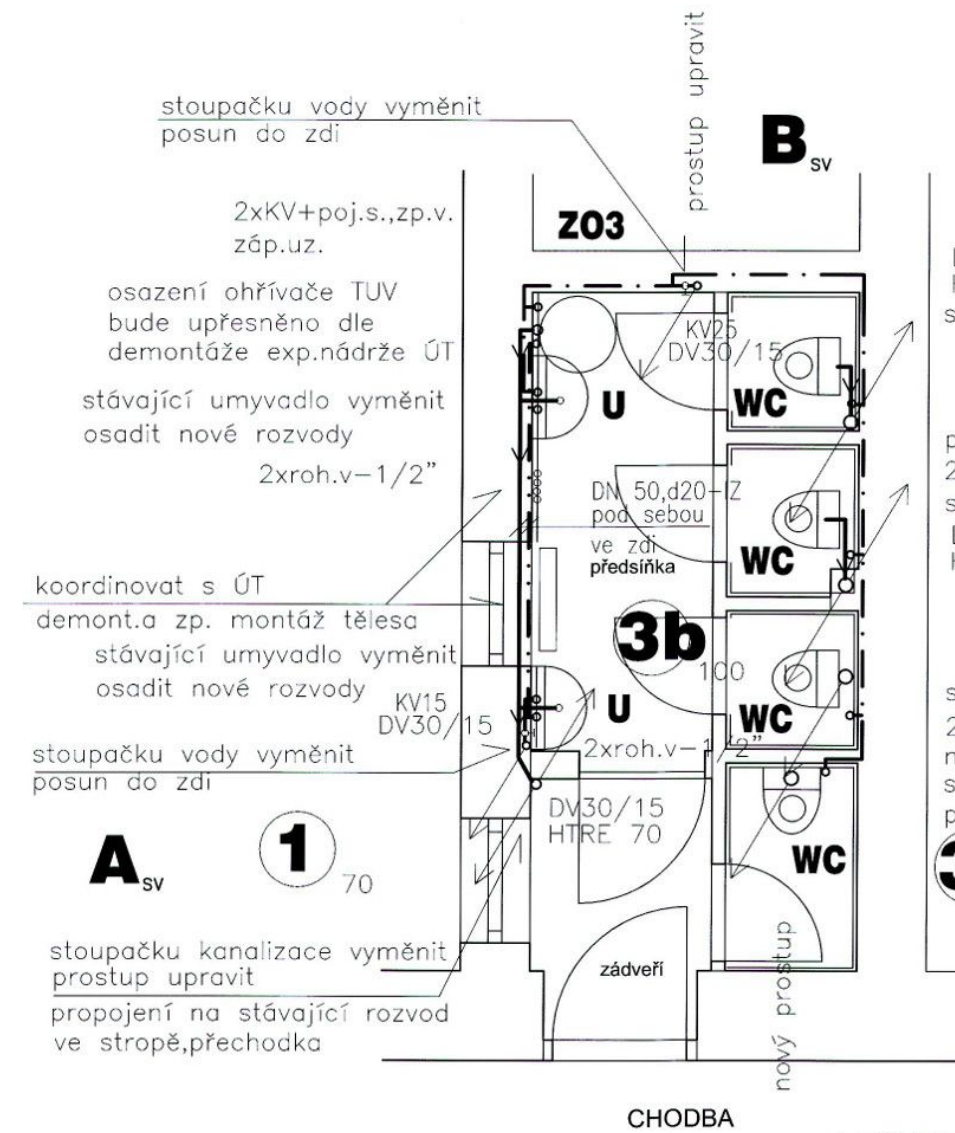 prostup upravit
stoupačku vody vyměnit
posun do zdi
B SV
2xKV+poj.s.,zp.v.
záp.uz.
ZO3
osazení ohřívače TUV
bude upřesněno dle
demontáže exp.nádrže ÚT
KV25
DV30/15
stávající umyvadlo vyměnit
osadit nové rozvody
U
WC
2xroh.v-1/2"
DN 50,d20-IZ
pod sebou
ve zdi
předsíňka
WC
koordinovat s ÚT
demont.a zp. montáž tělesa
3b
100
stávající umyvadlo vyměnit
osadit nové rozvody
KV15
DV30/15
U
WC
2xroh.v-1/2"
stoupačku vody vyměnit
posun do zdi
DV30/15
HTRE 70
A SV
1
70
WC
stoupačku kanalizace vyměnit
prostup upravit
zádveří
propojení na stávající rozvod
ve stropě,přechodka
nový prostup
CHODBA